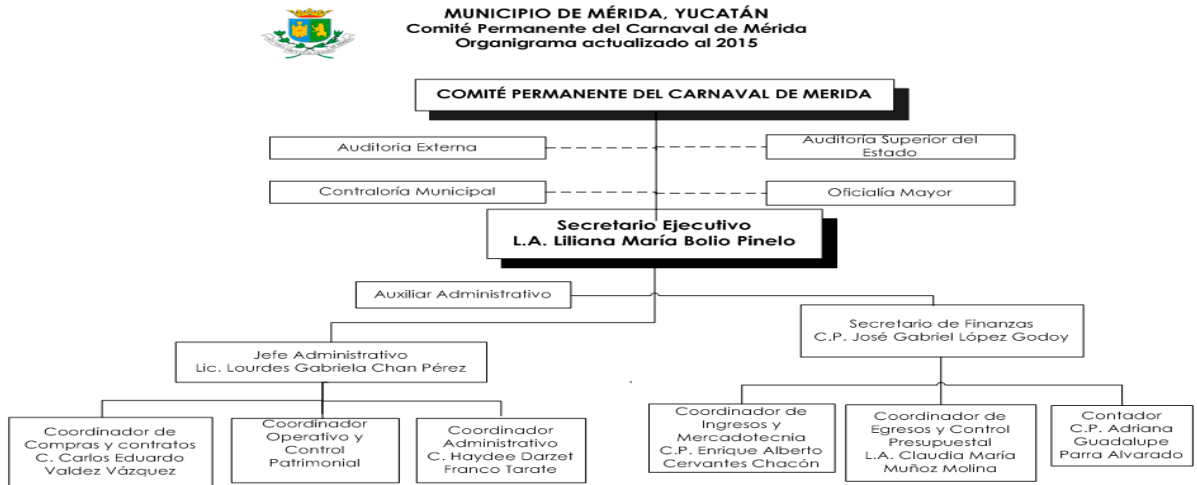 MUNICIPIO DE MÉRIDA, YUCATÁN
Comité Permanente del Carnaval de Mérida
Organigrama actualizado al 2015
COMITÉ PERMANENTE DEL CARNAVAL DE MERIDA
Auditoria Externa
Auditoría Superior del
Estado
Contraloría Municipal
Oficialía Mayor
Secretario Ejecutivo
L.A. Liliana María Bolio Pinelo
Auxiliar Administrativo
Secretario de Finanzas
C.P. José Gabriel López Godoy
Jefe Administrativo
Lic. Lourdes Gabriela Chan Pérez
Coordinador de
Compras y contratos
C. Carlos Eduardo
Valdez Vázquez
Coordinador
Operativo y
Control
Patrimonial
Coordinador
Administrativo
C. Haydee Darzet
Franco Tarate
Coordinador de
Ingresos y
Mercadotecnia
C.P. Enrique Alberto
Cervantes Chacón
Coordinador de
Egresos y Control
Presupuestal
L.A. Claudia María
Muñoz Molina
Contador
C.P. Adriana
Guadalupe
Parra Alvarado